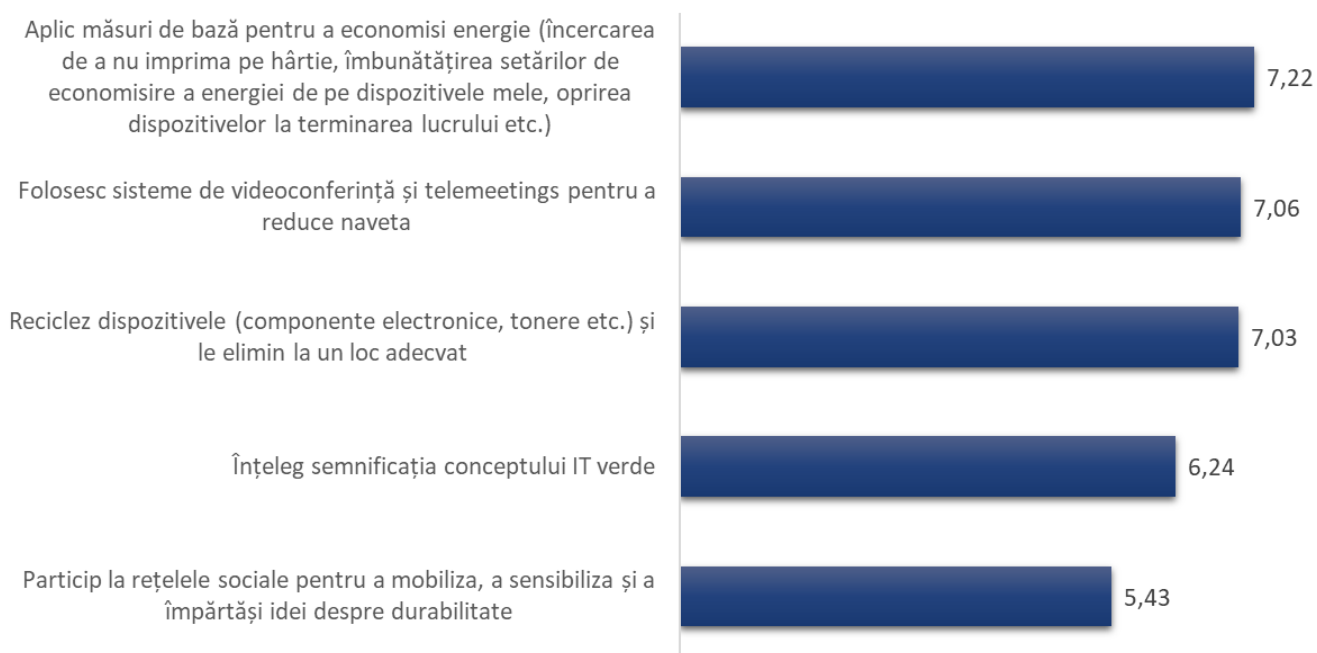 Aplic măsuri de bază pentru a economisi energie (încercarea
de a nu imprima pe hârtie, îmbunătățirea setărilor de
economisire a energiei de pe dispozitivele mele, oprirea
dispozitivelor la terminarea lucrului etc.)
7,22
Folosesc sisteme de videoconferință și telemeetings pentru a
reduce naveta
7,06
Reciclez dispozitivele (componente electronice, tonere etc.) și
le elimin la un loc adecvat
7,03
Înțeleg semnificația conceptului IT verde
6,24
Particip la rețelele sociale pentru a mobiliza, a sensibiliza și a
împărtăși idei despre durabilitate
5,43